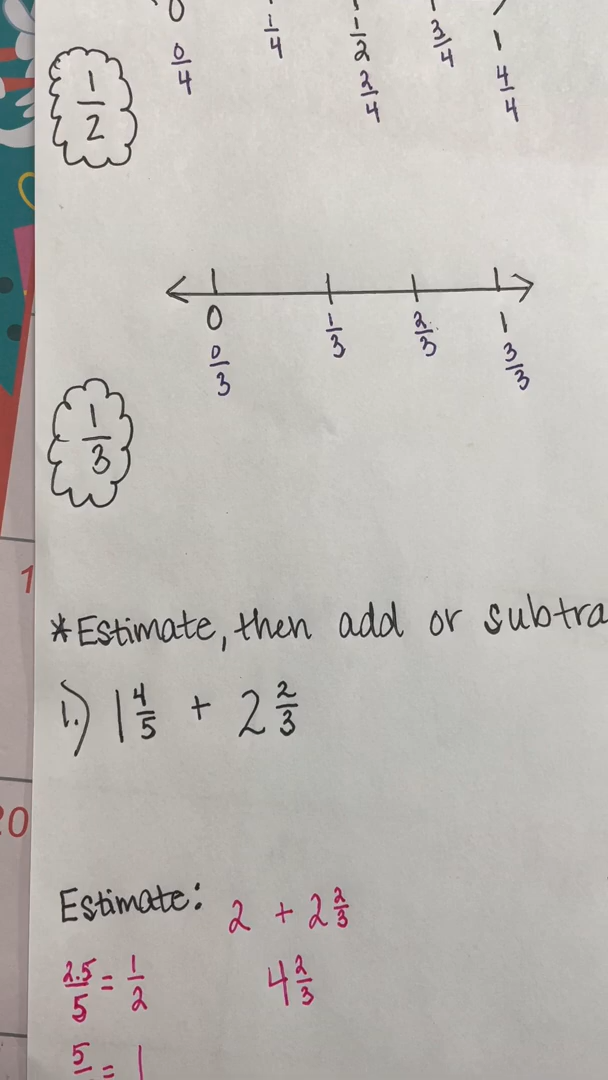 0 1/4 1/2 3/4 1
0/4 2/4 4/4
1/2
0 1/3 2/3 1
0/3 3/3
1/3
*Estimate, then add or subtra
1.) 1 4/5 + 2 2/3
Estimate: 2 + 2 2/3
2.5/5 = 1/2 4 2/3
5 = 1